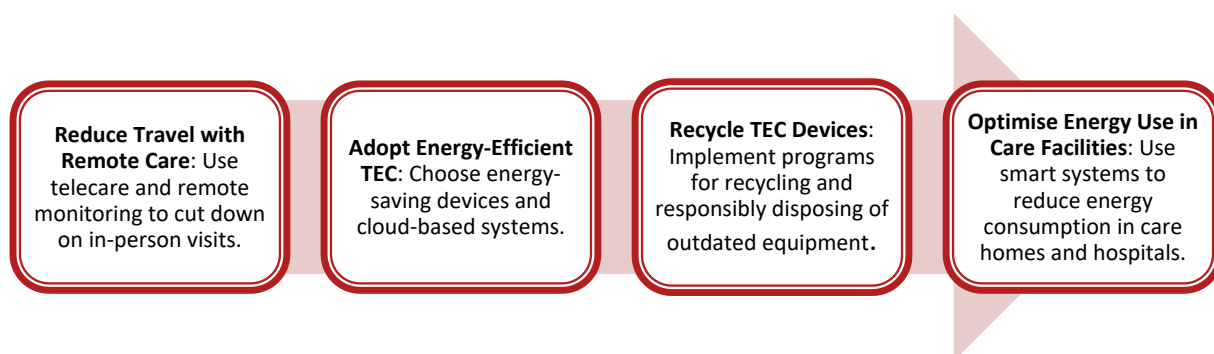 Reduce Travel with
Remote Care: Use
telecare and remote
monitoring to cut down
on in-person visits.
Adopt Energy-Efficient
TEC: Choose energy-
saving devices and
cloud-based systems.
Recycle TEC Devices:
Implement programs
for recycling and
responsibly disposing of
outdated equipment.
Optimise Energy Use in
Care Facilities: Use
smart systems to
reduce energy
consumption in care
homes and hospitals.